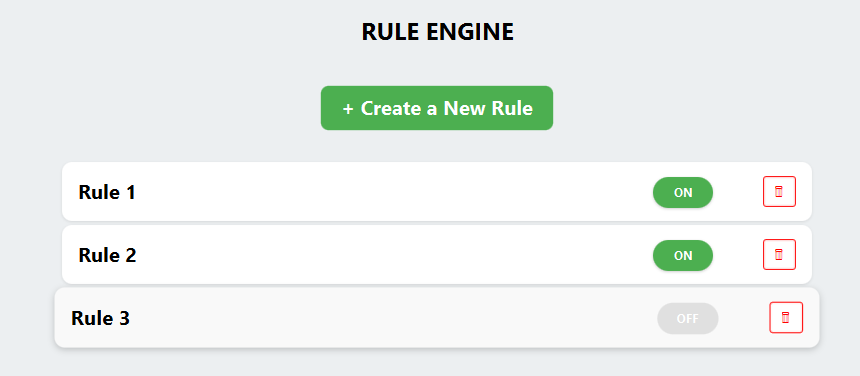 RULE ENGINE
+ Create a New Rule
Rule 1 ON
Rule 2 ON
Rule 3 OFF